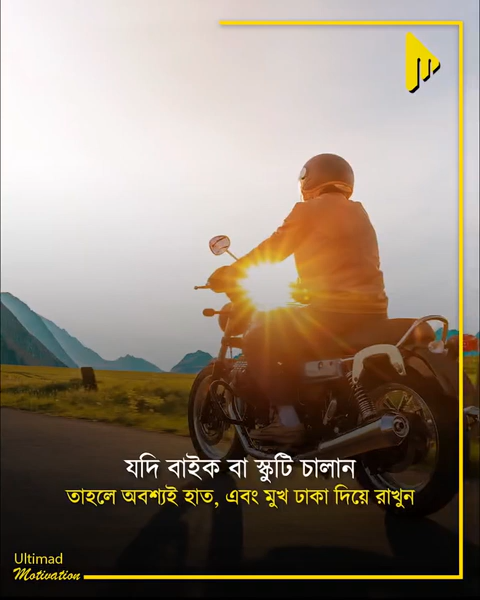 যদি বাইক বা স্কুটি চালান
তাহলে অবশ্যই হাত, এবং মুখ ঢাকা দিয়ে রাখুন
Ultimad
Motivation